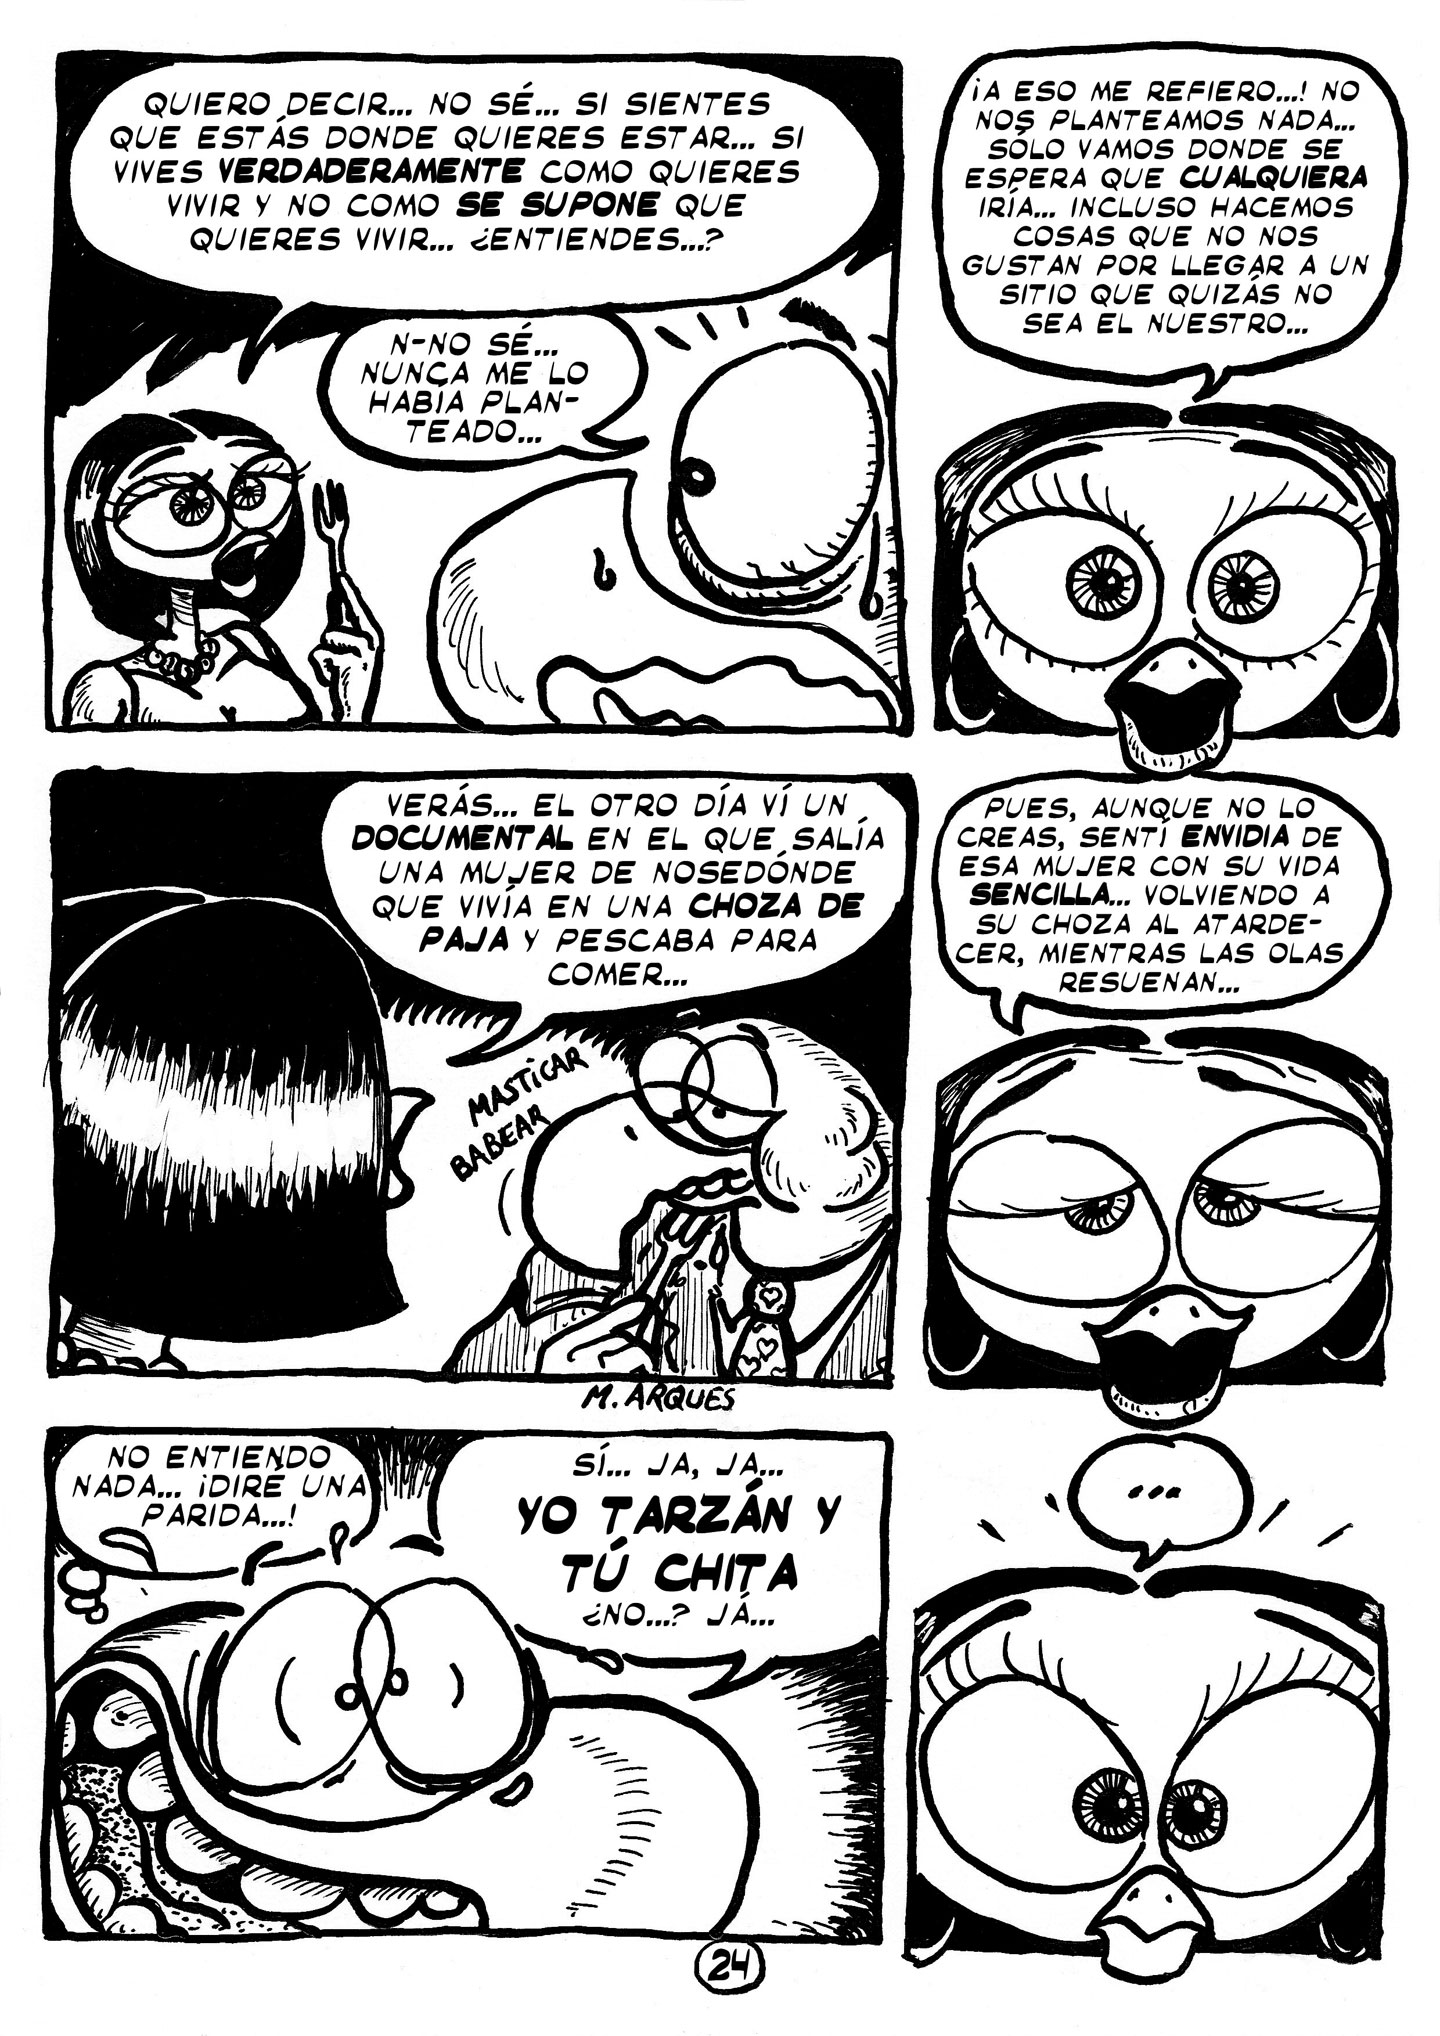 QUIERO DECIR... NO SÉ... SI SIENTES
QUE ESTÁS DONDE QUIERES ESTAR... SI
VIVES VERDADERAMENTE COMO QUIERES
VIVIR Y NO COMO SE SUPONE QUE
QUIERES VIVIR... ¿ENTIENDES...?
N-NO SÉ...
NUNCA ME LO
HABÍA PLAN-
TEADO...
¡A ESO ME REFIERO...! NO
NOS PLANTEAMOS NADA...
SÓLO VAMOS DONDE SE
ESPERA QUE CUALQUIERA
IRÍA... INCLUSO HACEMOS
COSAS QUE NO NOS
GUSTAN POR LLEGAR A UN
SITIO QUE QUIZÁS NO
SEA EL NUESTRO...
VERÁS... EL OTRO DÍA VÍ UN
DOCUMENTAL EN EL QUE SALÍA
UNA MUJER DE NOSEDÓNDE
QUE VIVÍA EN UNA CHOZA DE
PAJA Y PESCABA PARA
COMER...
MASTICAR
BABEAR
M. ARQUES
PUES, AUNQUE NO LO
CREAS, SENTÍ ENVIDIA DE
ESA MUJER CON SU VIDA
SENCILLA... VOLVIENDO A
SU CHOZA AL ATARDE-
CER, MIENTRAS LAS OLAS
RESUENAN...
NO ENTIENDO
NADA... ¡DIRÉ UNA
PARIDA...!
SÍ... JA, JA...
YO TARZÁN Y
TÚ CHITA
¿NO...? JÁ...
...
24